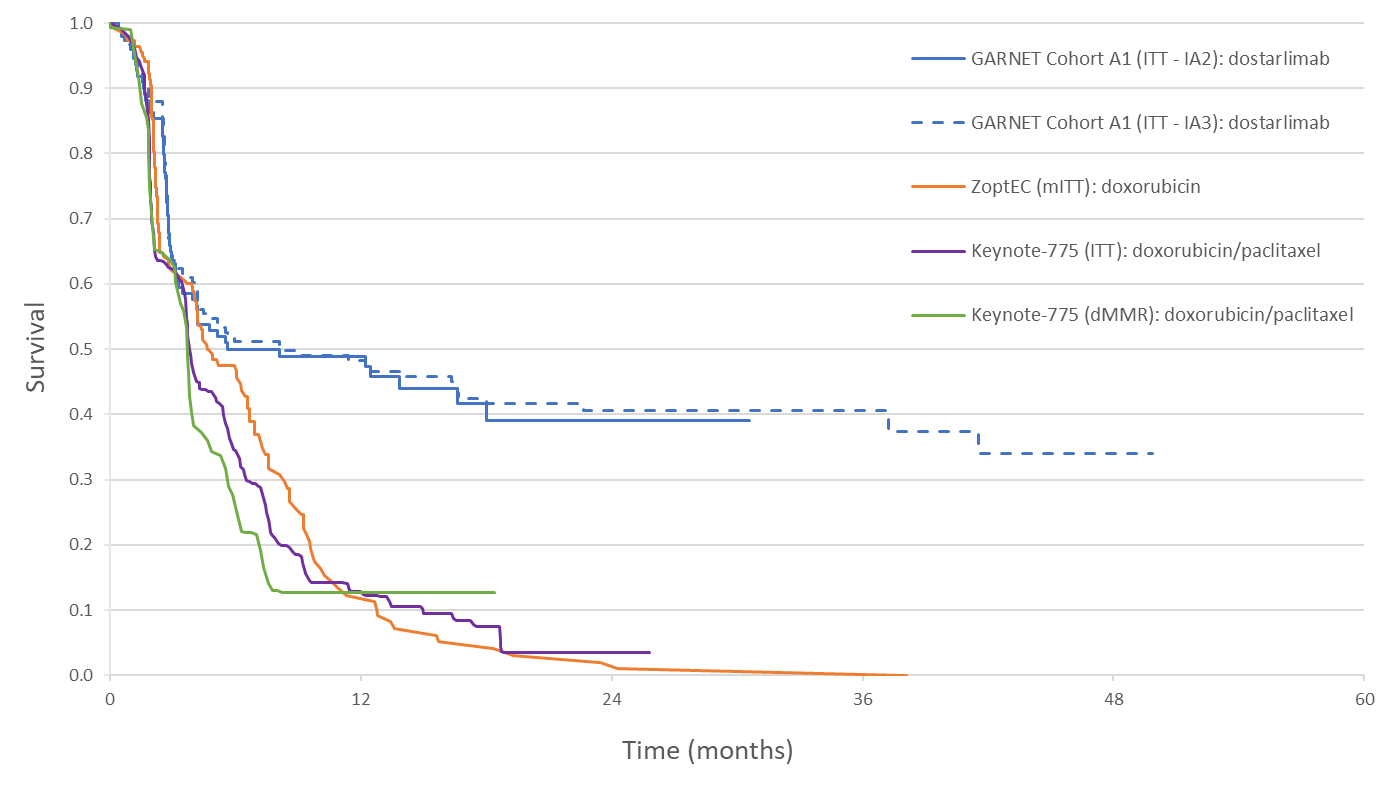 1.0
0.9
0.8
0.7
0.6
0.5
0.4
0.3
0.2
0.1
0.0
Survival
0 12 24 36 48 60
Time (months)
GARNET Cohort A1 (ITT - IA2): dostarlimab
GARNET Cohort A1 (ITT - IA3): dostarlimab
ZoptEC (mITT): doxorubicin
Keynote-775 (ITT): doxorubicin/paclitaxel
Keynote-775 (dMMR): doxorubicin/paclitaxel